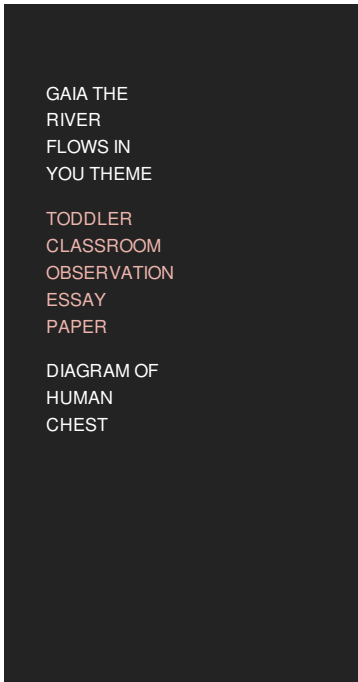 GAIA THE
RIVER
FLOWS IN
YOU THEME
TODDLER
CLASSROOM
OBSERVATION
ESSAY
PAPER
DIAGRAM OF
HUMAN
CHEST